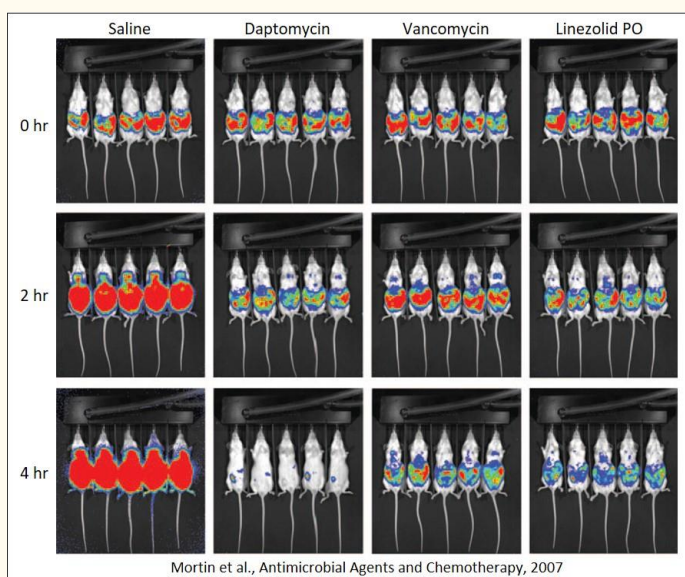 Saline Daptomycin Vancomycin Linezolid PO
0 hr
2 hr
4 hr
Mortin et al., Antimicrobial Agents and Chemotherapy, 2007